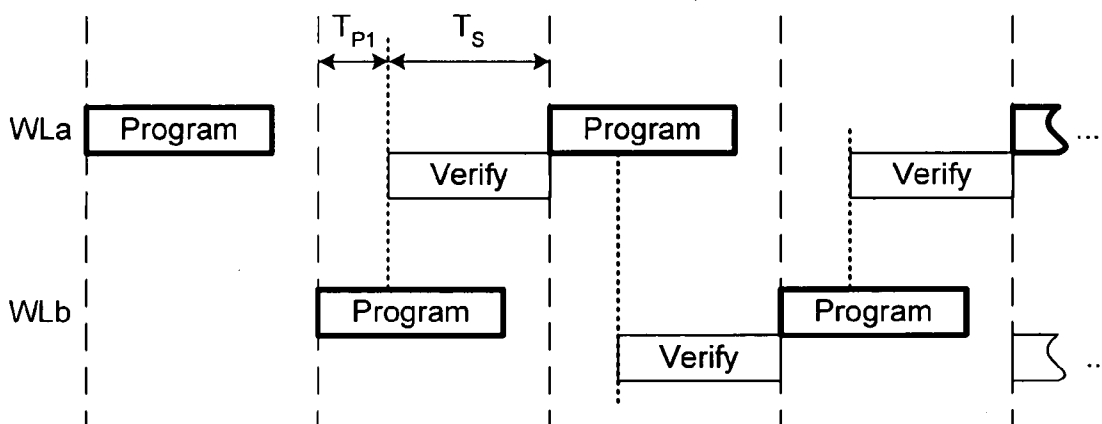 T_P1 T_S
WLa Program Program ...
Verify Verify
WLb Program Program
Verify ..